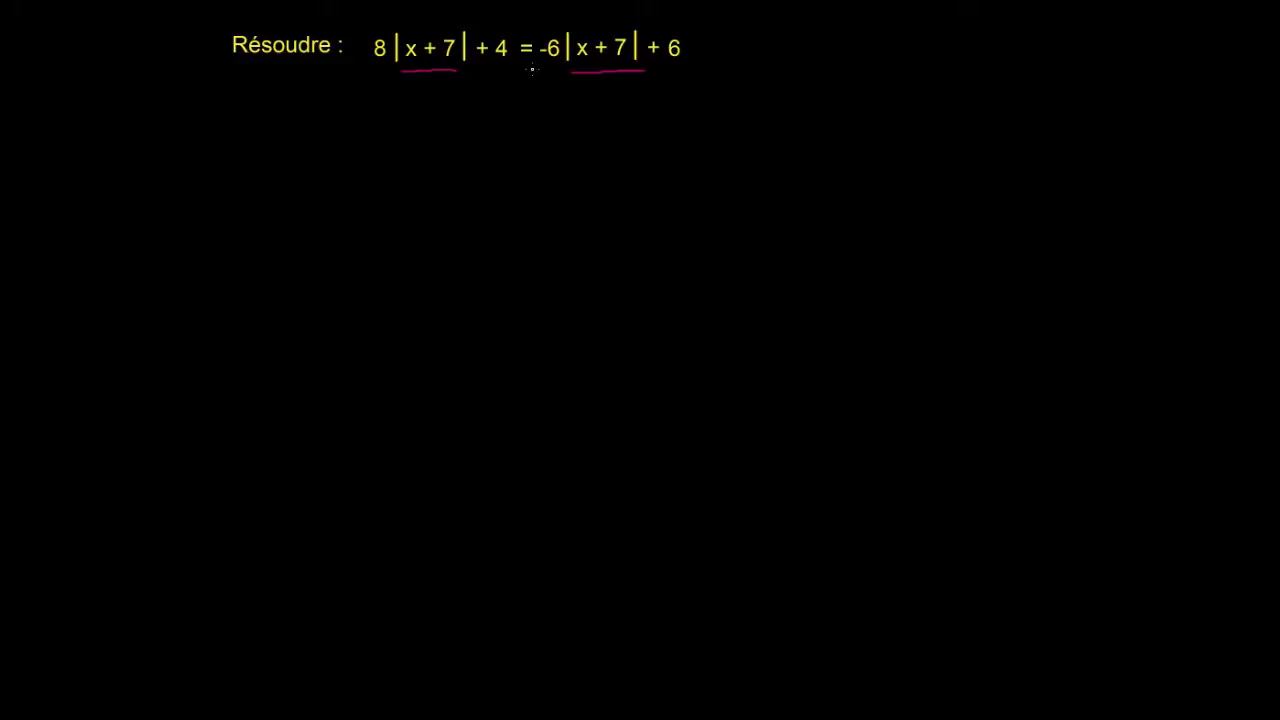 Résoudre : 8|x + 7| + 4 = -6|x + 7| + 6